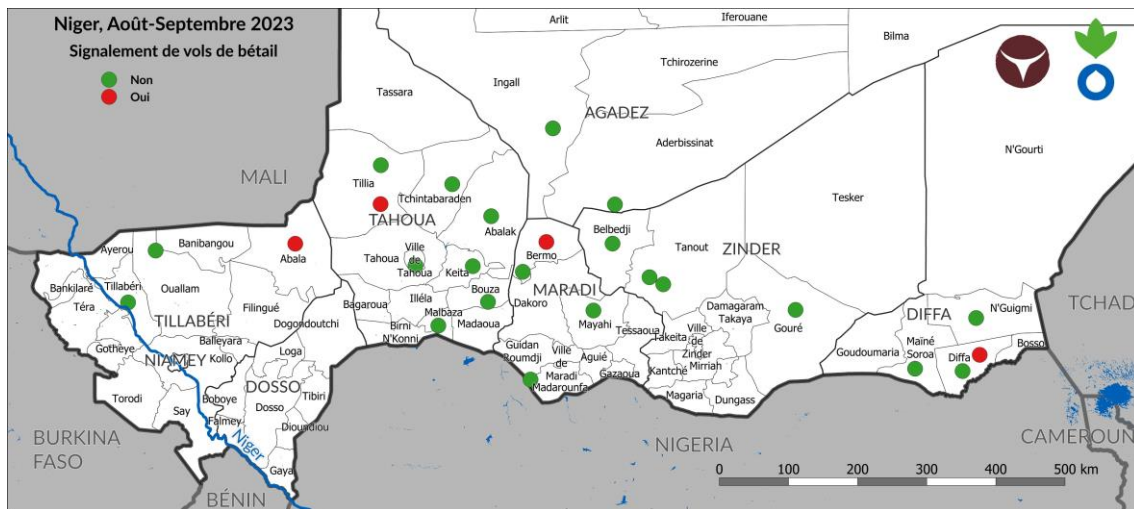 Niger, Août-Septembre 2023
Signalement de vols de bétail
Non
Oui
Arlit
Iferouane
Bilma
Tchirozerine
Ingall
Tassara
AGADEZ
Aderbissinat
N'Gourti
MALI
Tillia
Tchintabaraden
Tesker
TAHOUA
Abalak
Belbedji
Tanout
ZINDER
Ayerou
Banibangou
Abala
Tahoua
Ville
de
Tahoua
Keita
Bermo
Bankilaré
Tillabéri
Ouallam
Filingué
Bagaroua
Illéla
Bouza
Dakoro
MARADI
Téra
TILLABÉRI
Dogondoutchi
Birni
N'Konni
Malbaza
Madaoua
Mayahi
Tessaoua
Damagaram
Takaya
Gouré
DIFFA
N'Guigmi
TCHAD
Gotheye
NIAMEY
Balleyara
Kollo
Loga
Guidan
Roumdji
Ville
de
Maradi
Madarounfa
Aguié
Gazaoua
Takeita
Ville
de
Zinder
Mirriah
Kantché
Magaria
Dungass
Goudoumaria
Maïné
Soroa
Diffa
Bosso
Torodi
Say
Boboye
DOSSO
Dosso
Tibiri
Falmey
Dioundiou
Gaya
Niger
BURKINA
FASO
BÉNIN
NIGERIA
CAMEROUN
0 100 200 300 400 500 km